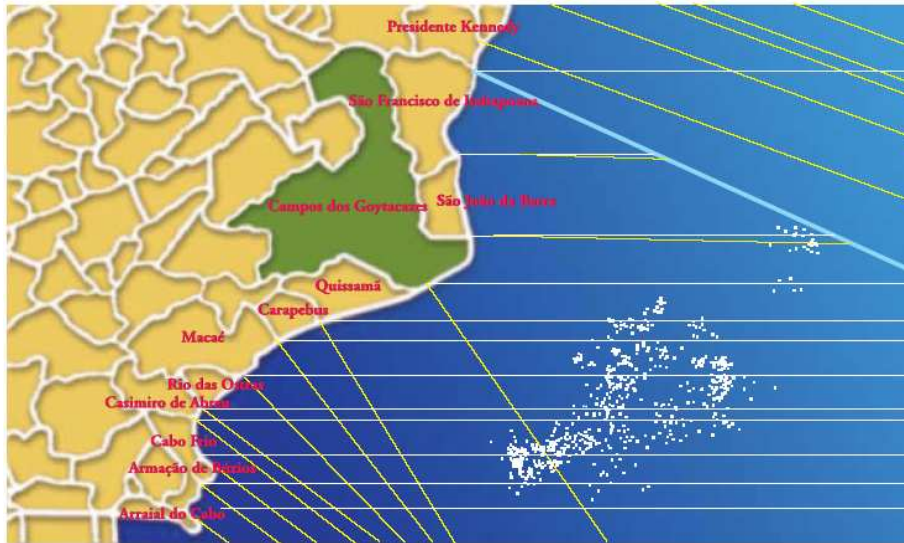 Presidente Kennedy
São Francisco de Itabapoana
São João da Barra
Campos dos Goytacazes
Quissamã
Carapebus
Macaé
Rio das Ostras
Casimiro de Abreu
Cabo Frio
Armação de Búzios
Arraial do Cabo